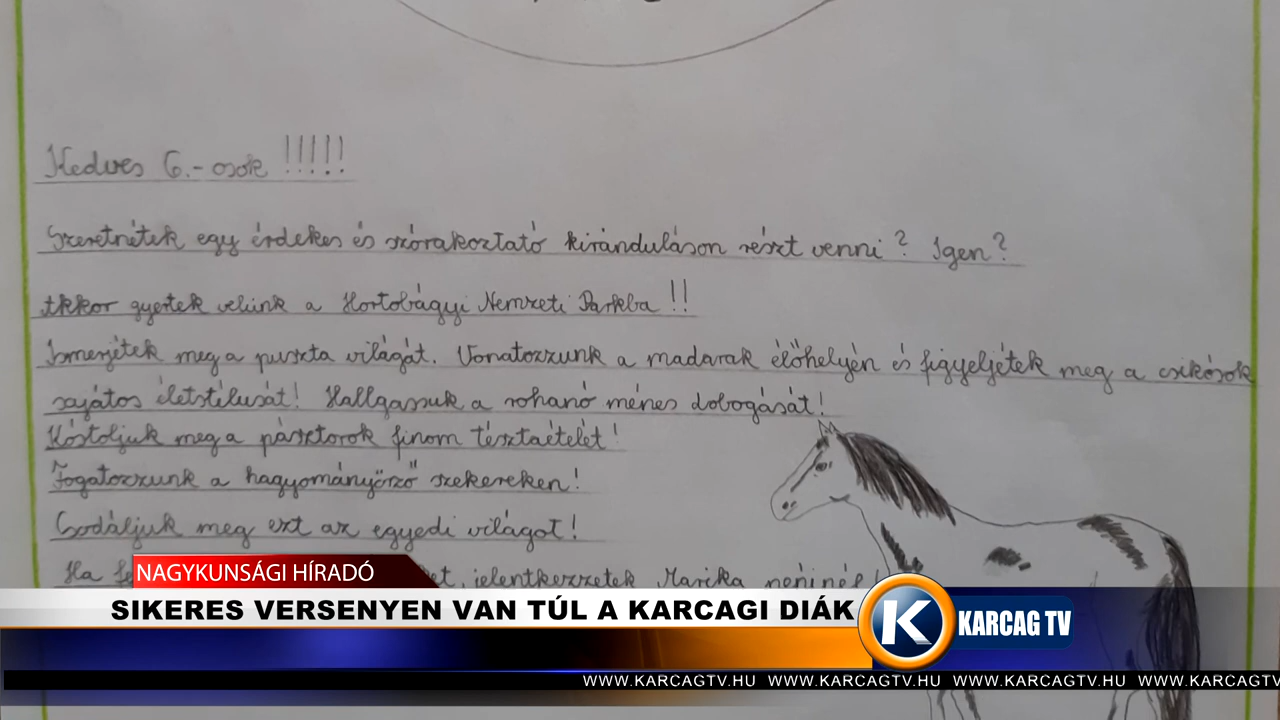 Kedves 6.-osok !!!!!
Szeretnétek egy érdekes és szórakoztató kiránduláson részt venni? Igen?
Akkor gyertek velünk a Hortobágyi Nemzeti Parkba!!
Ismerjétek meg a puszta világát. Vonatozzunk a madarak élőhelyén és figyeljétek meg a csikósok
sajátos életstílusát! Hallgassuk a rohanó ménes dobogását!
Kóstoljuk meg a pásztorok finom tésztaételét!
Fogatozzunk a hagyományőrző szekereken!
Csodáljuk meg ezt az egyedi világot!
Ha jelentkezzetek Marika néninél!
NAGYKUNSÁGI HÍRADÓ
SIKERES VERSENYEN VAN TÚL A KARCAGI DIÁK
K KARCAG TV
WWW.KARCAGTV.HU WWW.KARCAGTV.HU WWW.KARCAGTV.HU WWW.KARCAGTV